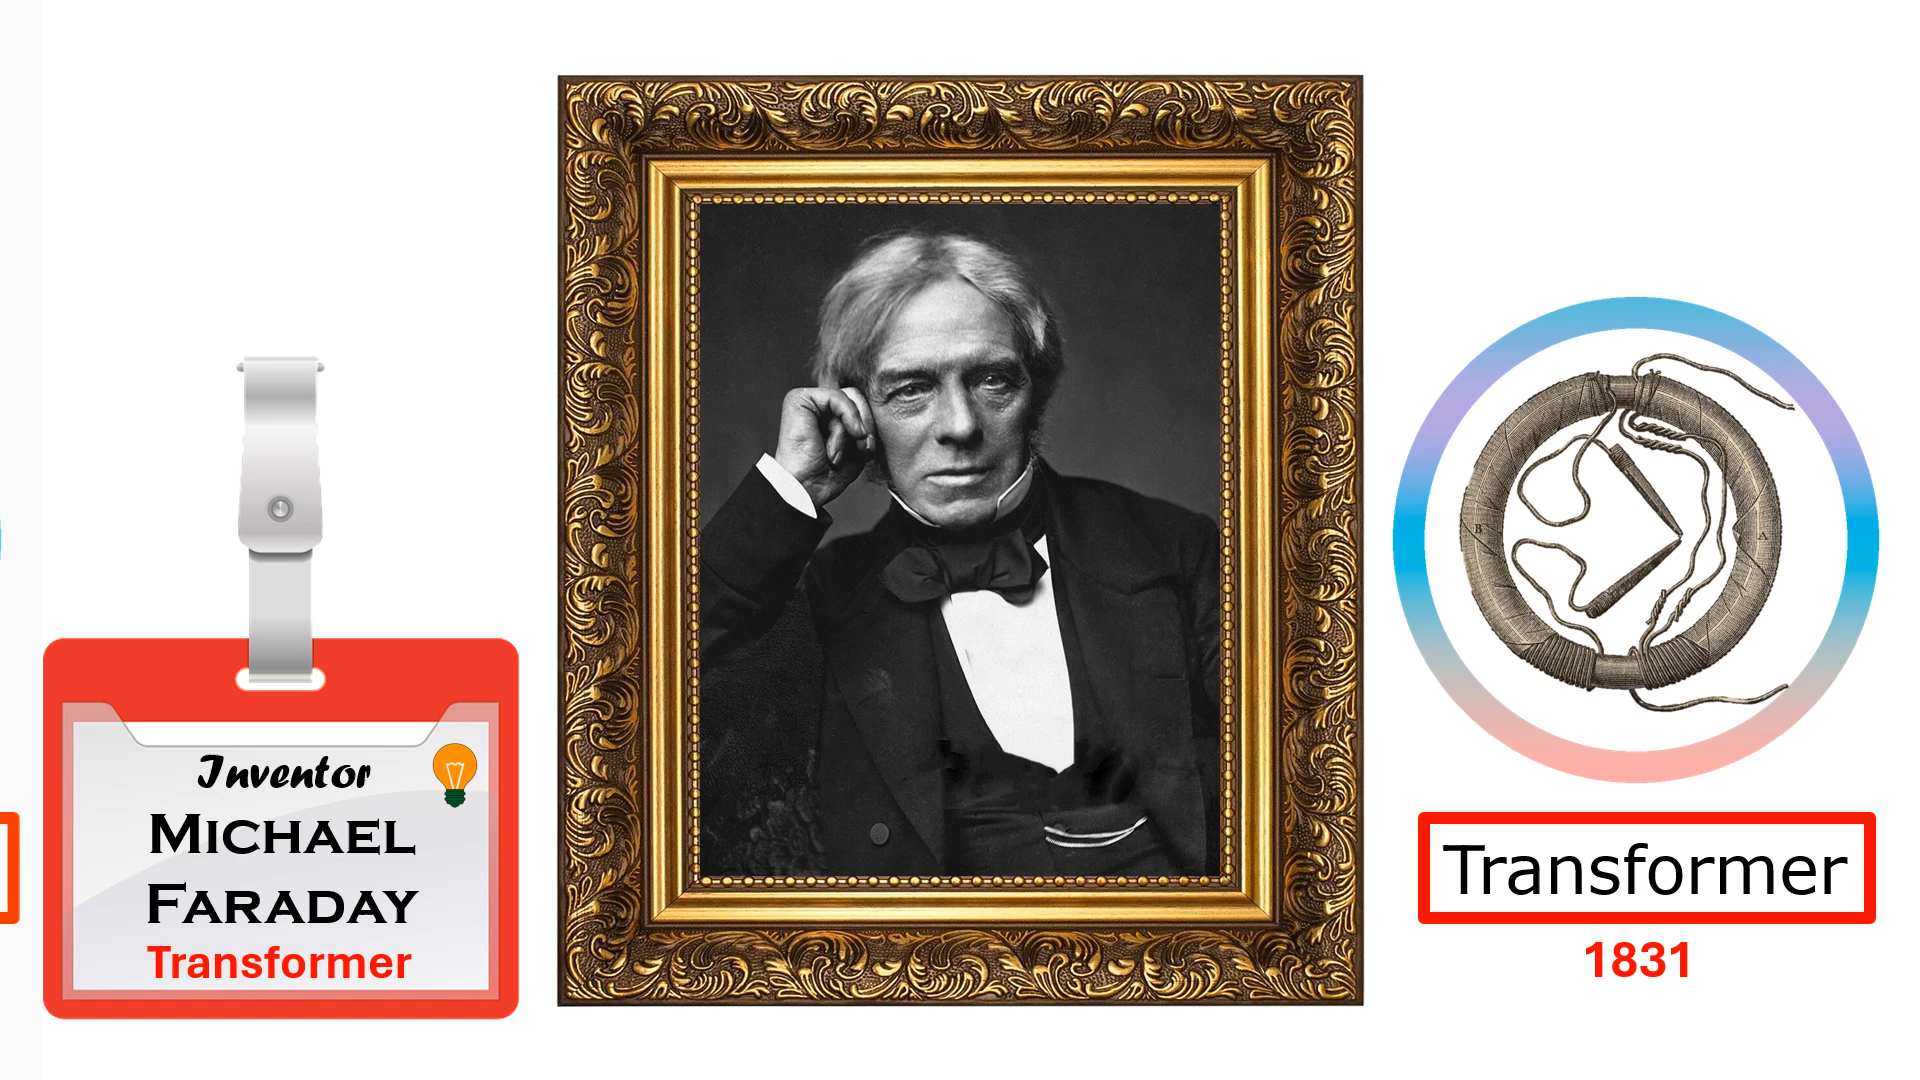 Inventor
MICHAEL
FARADAY
Transformer
B
A
Transformer
1831